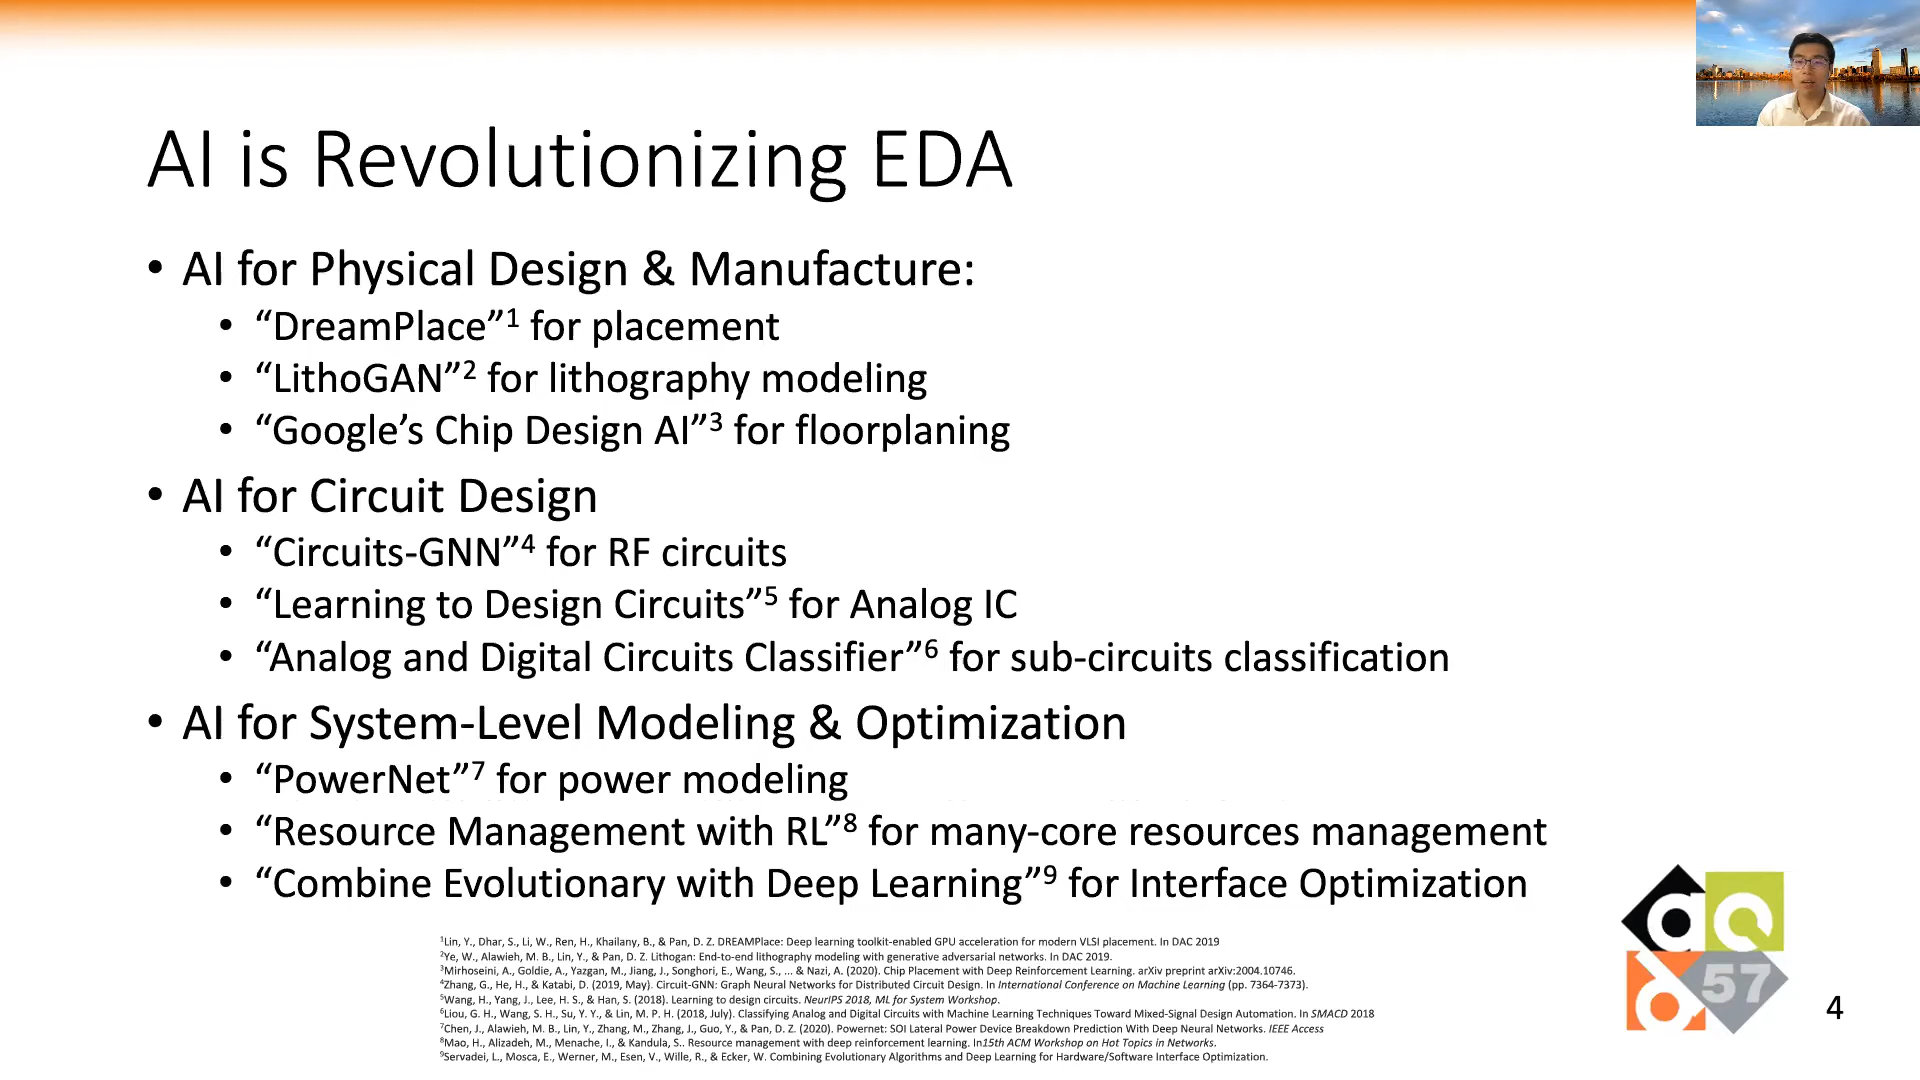 AI is Revolutionizing EDA
• AI for Physical Design & Manufacture:
• “DreamPlace”1 for placement
• “LithoGAN”2 for lithography modeling
• “Google’s Chip Design AI”3 for floorplaning
• AI for Circuit Design
• “Circuits-GNN”4 for RF circuits
• “Learning to Design Circuits”5 for Analog IC
• “Analog and Digital Circuits Classifier”6 for sub-circuits classification
• AI for System-Level Modeling & Optimization
• “PowerNet”7 for power modeling
• “Resource Management with RL”8 for many-core resources management
• “Combine Evolutionary with Deep Learning”9 for Interface Optimization
1Lin, Y., Dhar, S., Li, W., Ren, H., Khailany, B., & Pan, D. Z. DREAMPlace: Deep learning toolkit-enabled GPU acceleration for modern VLSI placement. In DAC 2019
2Ye, W., Alawieh, M. B., Lin, Y., & Pan, D. Z. Lithogan: End-to-end lithography modeling with generative adversarial networks. In DAC 2019.
3Mirhoseini, A., Goldie, A., Yazgan, M., Jiang, J., Songhori, E., Wang, S., ... & Nazi, A. (2020). Chip Placement with Deep Reinforcement Learning. arXiv preprint arXiv:2004.10746.
4Zhang, G., He, H., & Katabi, D. (2019, May). Circuit-GNN: Graph Neural Networks for Distributed Circuit Design. In International Conference on Machine Learning (pp. 7364-7373).
5Wang, H., Yang, J., Lee, H. S., & Han, S. (2018). Learning to design circuits. NeurIPS 2018, ML for System Workshop.
6Liou, G. H., Wang, S. H., Su, Y. Y., & Lin, M. P. H. (2018, July). Classifying Analog and Digital Circuits with Machine Learning Techniques Toward Mixed-Signal Design Automation. In SMACD 2018
7Chen, J., Alawieh, M. B., Lin, Y., Zhang, M., Zhang, J., Guo, Y., & Pan, D. Z. (2020). Powernet: SOI Lateral Power Device Breakdown Prediction With Deep Neural Networks. IEEE Access
8Mao, H., Alizadeh, M., Menache, I., & Kandula, S.. Resource management with deep reinforcement learning. In15th ACM Workshop on Hot Topics in Networks.
9Servadei, L., Mosca, E., Werner, M., Esen, V., Wille, R., & Ecker, W. Combining Evolutionary Algorithms and Deep Learning for Hardware/Software Interface Optimization.
57
4